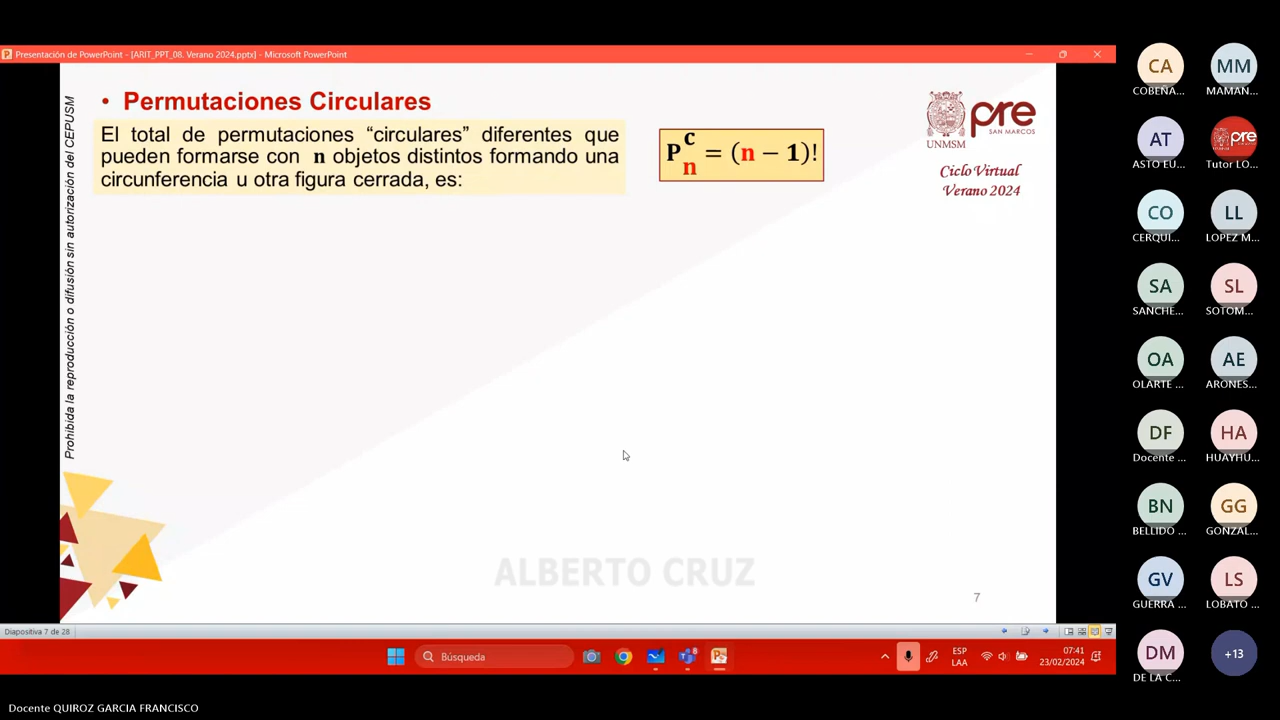 Presentación de PowerPoint - [ARIT_PPT_08. Verano 2024.pptx] - Microsoft PowerPoint
Prohibida la reproducción o difusión sin autorización del CEPUSM
• Permutaciones Circulares
El total de permutaciones “circulares” diferentes que
pueden formarse con n objetos distintos formando una
circunferencia u otra figura cerrada, es:
P c n = (n − 1)!
UNMSM
pre
SAN MARCOS
Ciclo Virtual
Verano 2024
ALBERTO CRUZ
7
Diapositiva 7 de 28
Búsqueda
8
ESP
LAA
07:41
23/02/2024
CA
COBEÑA...
MM
MAMAN...
AT
ASTO EU...
pre
Tutor LO...
CO
CERQUI...
LL
LOPEZ M...
SA
SANCHE...
SL
SOTOM...
OA
OLARTE ...
AE
ARONES...
DF
Docente ...
HA
HUAYHU...
BN
BELLIDO ...
GG
GONZAL...
GV
GUERRA ...
LS
LOBATO ...
DM
DE LA C...
+13
Docente QUIROZ GARCIA FRANCISCO